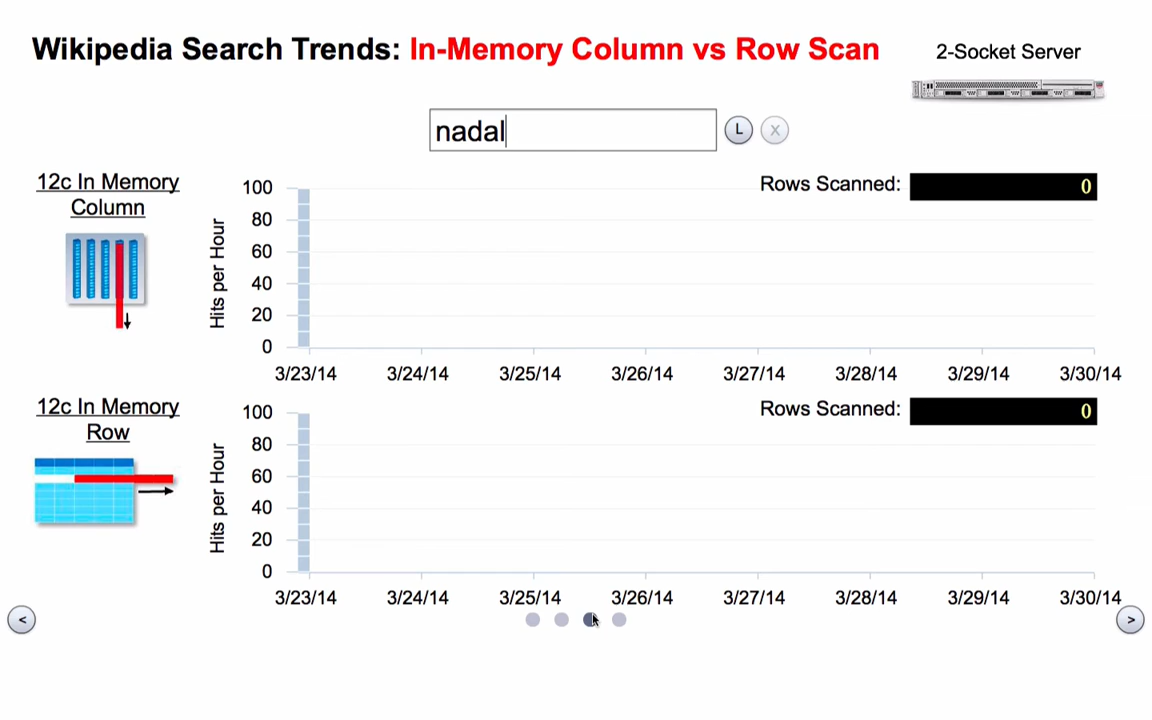 Wikipedia Search Trends: In-Memory Column vs Row Scan
2-Socket Server
nadal
L
X
12c In Memory
Column
Rows Scanned:
0
Hits per Hour
100
80
60
40
20
0
3/23/14
3/24/14
3/25/14
3/26/14
3/27/14
3/28/14
3/29/14
3/30/14
12c In Memory
Row
Rows Scanned:
0
Hits per Hour
100
80
60
40
20
0
3/23/14
3/24/14
3/25/14
3/26/14
3/27/14
3/28/14
3/29/14
3/30/14
<
>